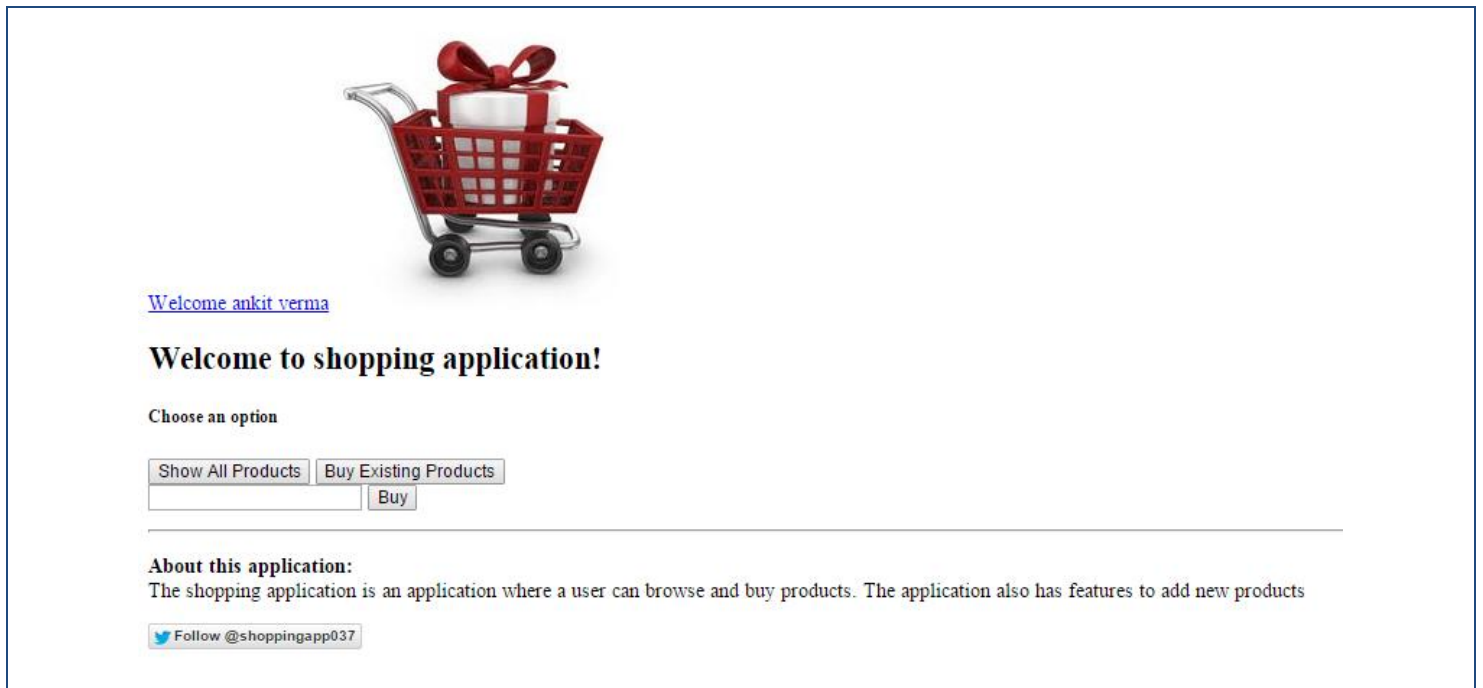 Welcome ankit verma
Welcome to shopping application!
Choose an option
Show All Products Buy Existing Products
Buy
About this application:
The shopping application is an application where a user can browse and buy products. The application also has features to add new products
Follow @shoppingapp037